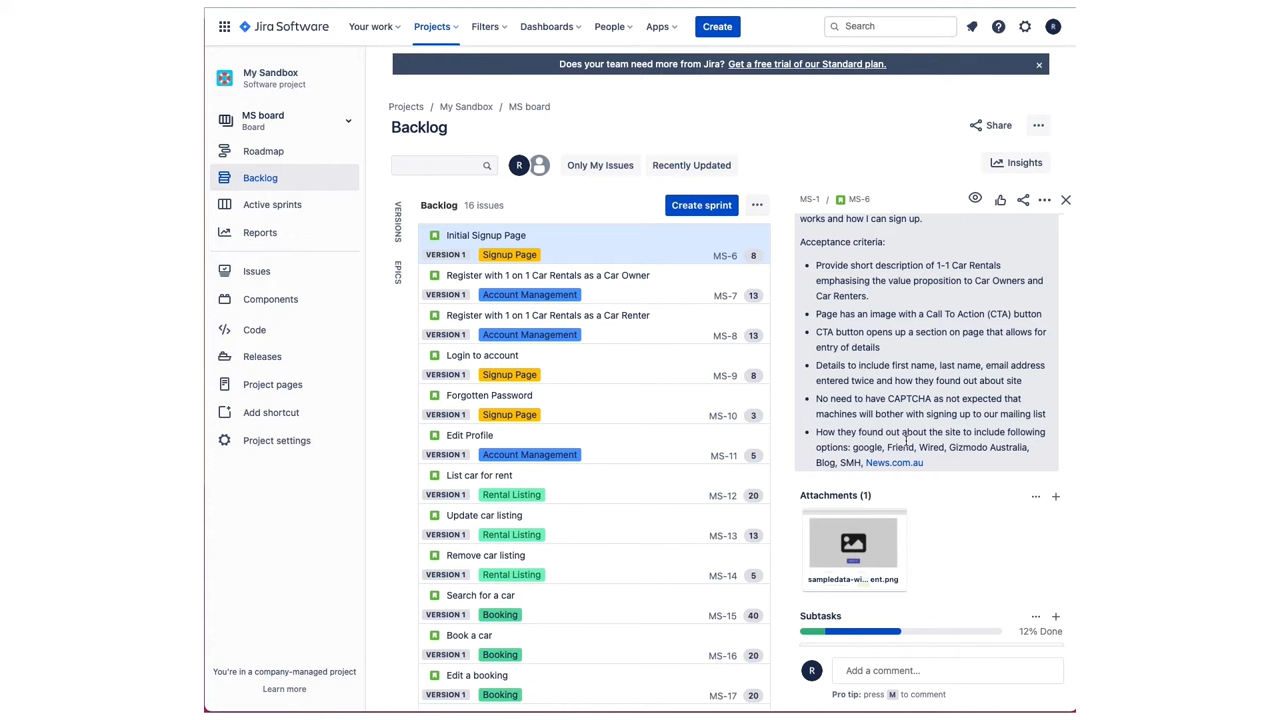 Jira Software
Your work
Projects
Filters
Dashboards
People
Apps
Create
Search
R
Does your team need more from Jira? Get a free trial of our Standard plan.
My Sandbox
Software project
MS board
Board
Roadmap
Backlog
Active sprints
Reports
Issues
Components
Code
Releases
Project pages
Add shortcut
Project settings
You're in a company-managed project
Learn more
Projects / My Sandbox / MS board
Backlog
Share
R
Only My Issues
Recently Updated
Insights
VERSIONS
EPICS
Backlog 16 issues
Create sprint
Initial Signup Page
VERSION 1 Signup Page MS-6 8
Register with 1 on 1 Car Rentals as a Car Owner
VERSION 1 Account Management MS-7 13
Register with 1 on 1 Car Rentals as a Car Renter
VERSION 1 Account Management MS-8 13
Login to account
VERSION 1 Signup Page MS-9 8
Forgotten Password
VERSION 1 Signup Page MS-10 3
Edit Profile
VERSION 1 Account Management MS-11 5
List car for rent
VERSION 1 Rental Listing MS-12 20
Update car listing
VERSION 1 Rental Listing MS-13 13
Remove car listing
VERSION 1 Rental Listing MS-14 5
Search for a car
VERSION 1 Booking MS-15 40
Book a car
VERSION 1 Booking MS-16 20
Edit a booking
VERSION 1 Booking MS-17 20
MS-1 / MS-6
works and how I can sign up.
Acceptance criteria:
• Provide short description of 1-1 Car Rentals
emphasising the value proposition to Car Owners and
Car Renters.
• Page has an image with a Call To Action (CTA) button
• CTA button opens up a section on page that allows for
entry of details
• Details to include first name, last name, email address
entered twice and how they found out about site
• No need to have CAPTCHA as not expected that
machines will bother with signing up to our mailing list
• How they found out about the site to include following
options: google, Friend, Wired, Gizmodo Australia,
Blog, SMH, News.com.au
Attachments (1)
sampledata-wi... ent.png
Subtasks
12% Done
R
Add a comment...
Pro tip: press M to comment